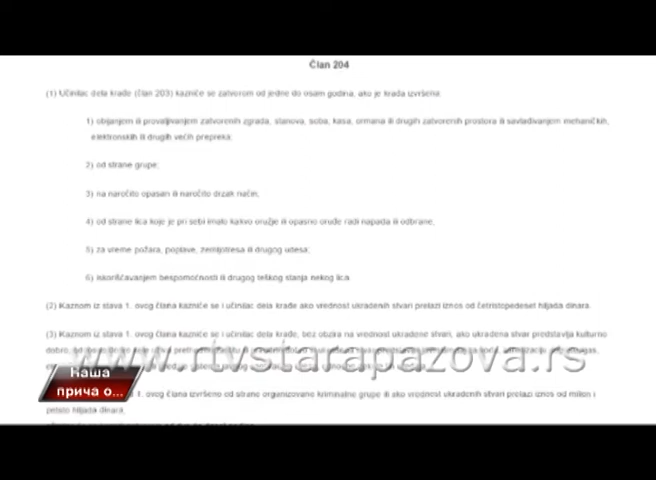 Član 204
(1) Učinilac dela krađe (član 203) kazniće se zatvorom od jedne do osam godina, ako je krađa izvršena:
1) obijanjem ili provaljivanjem zatvorenih zgrada, stanova, soba, kasa, ormana ili drugih zatvorenih prostora ili savlađivanjem mehaničkih,
elektronskih ili drugih većih prepreka;
2) od strane grupe;
3) na naročito opasan ili naročito drzak način;
4) od strane lica koje je pri sebi imalo kakvo oružje ili opasno oruđe radi napada ili odbrane;
5) za vreme požara, poplave, zemljotresa ili drugog udesa;
6) iskorišćavanjem bespomoćnosti ili drugog teškog stanja nekog lica.
(2) Kaznom iz stava 1. ovog člana kazniće se i učinilac dela krađe ako vrednost ukradenih stvari prelazi iznos od četristopedeset hiljada dinara.
(3) Kaznom iz stava 1. ovog člana kazniće se i učinilac dela krađe, bez obzira na vrednost ukradene stvari, ako ukradena stvar predstavlja kulturno
dobro,
www.rtvstarapazova.rs
Наша
прича о...
1. ovog člana izvršeno od strane organizovane kriminalne grupe ili ako vrednost ukradenih stvari prelazi iznos od milion i
petsto hiljada dinara,